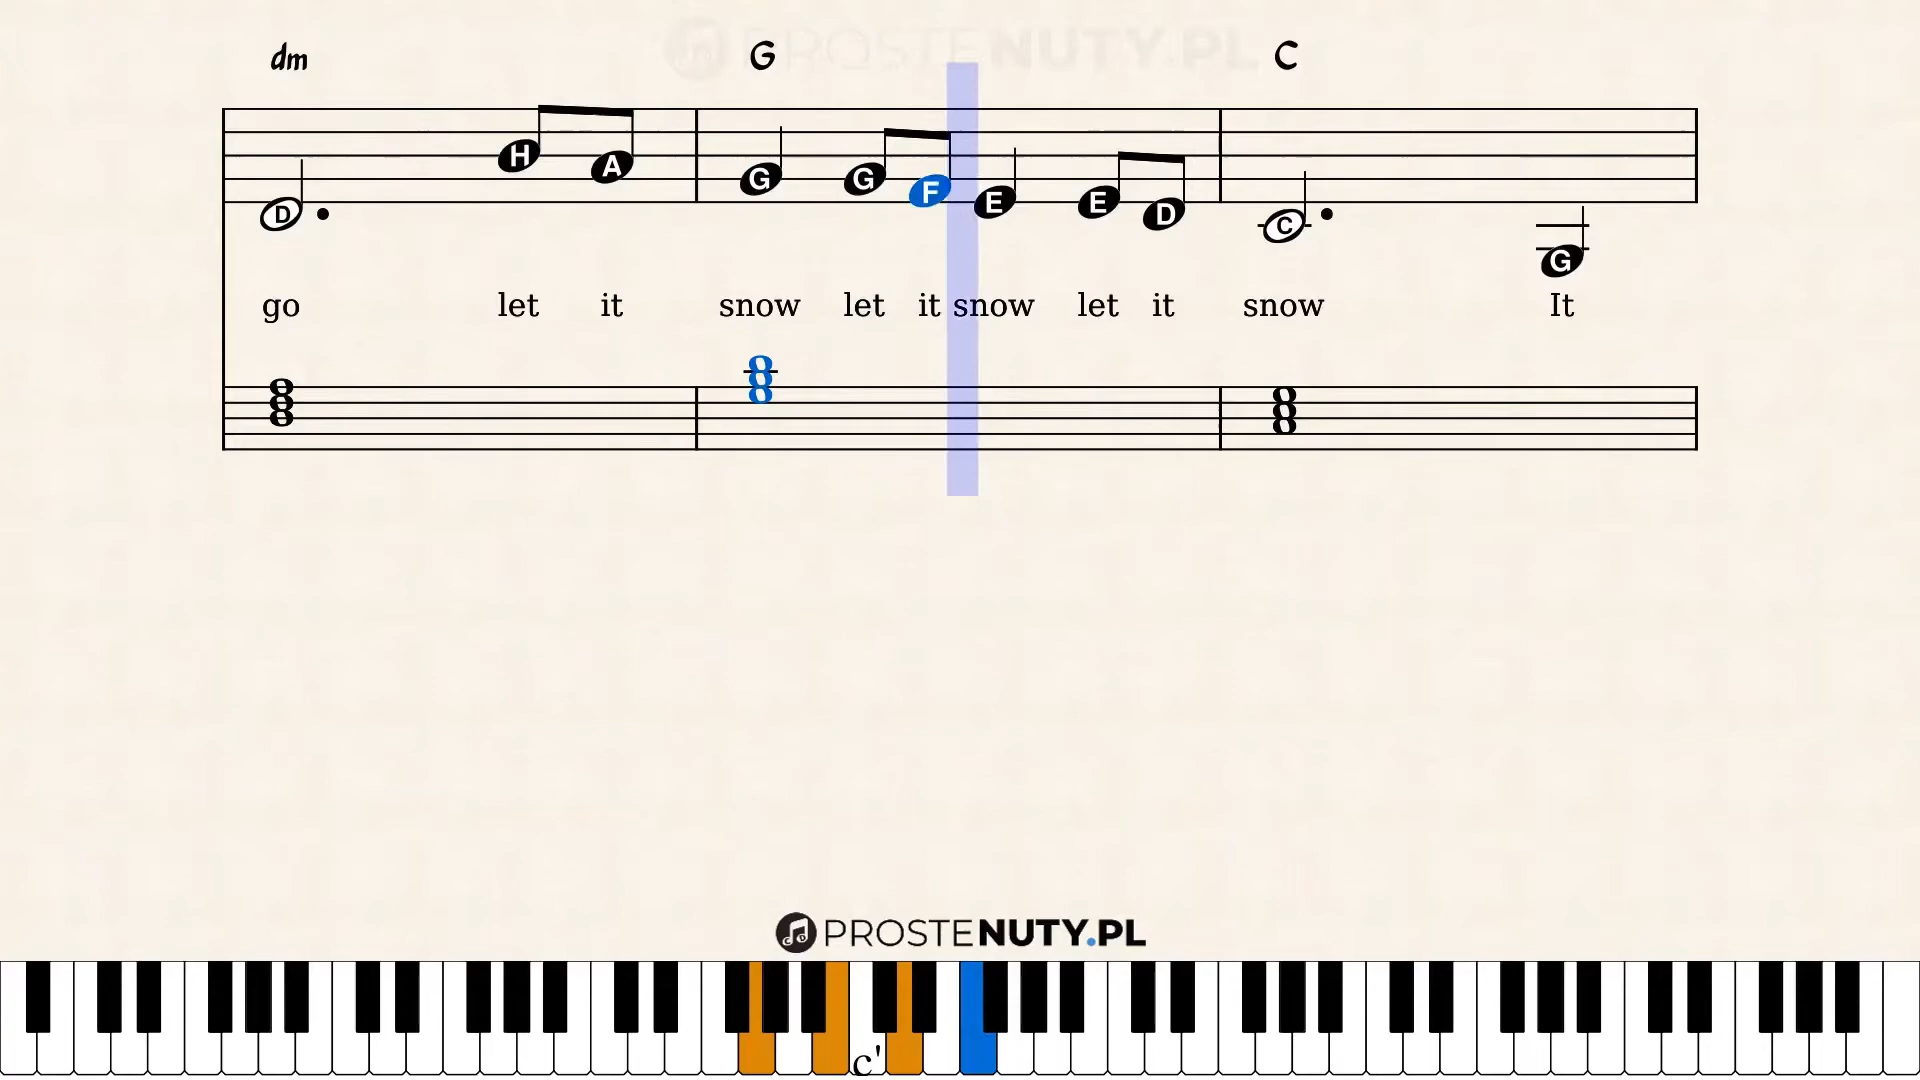 PROSTENUTY.PL
dm G C
D H A G G F E E D C G
go let it snow let it snow let it snow It
PROSTENUTY.PL
c'